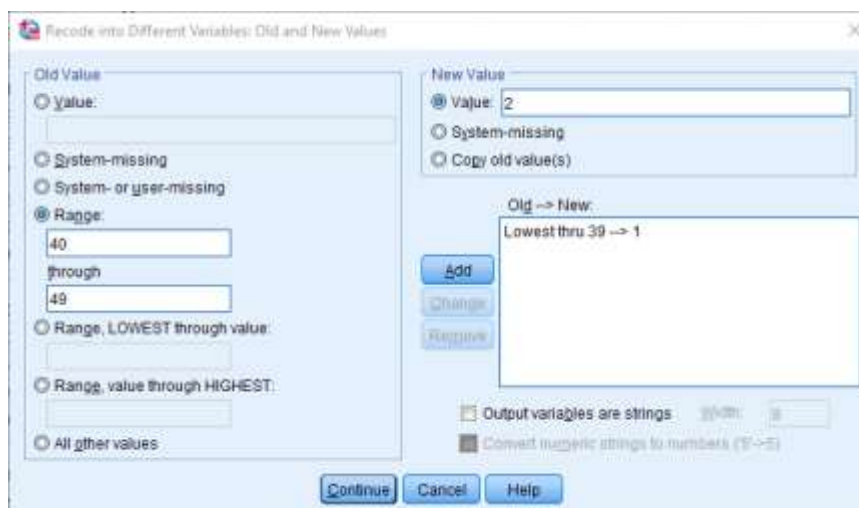 Recode into Different Variables: Old and New Values
Old Value
Value:
System-missing
System- or user-missing
Range:
40
through
49
Range, LOWEST through value:
Range, value through HIGHEST:
All other values
New Value
Value: 2
System-missing
Copy old value(s)
Old --> New:
Lowest thru 39 --> 1
Add
Change
Remove
Output variables are strings Width: 8
Convert numeric strings to numbers ('5'->5)
Continue Cancel Help